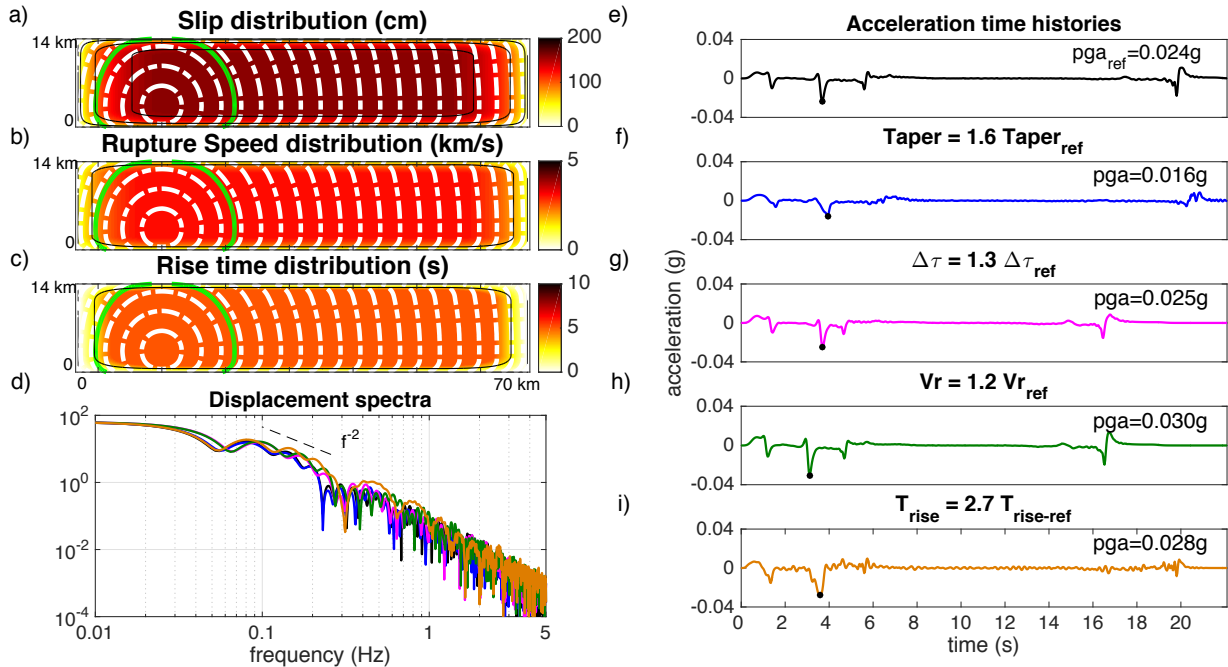 a)
Slip distribution (cm)
14 km
0
200
100
0
b)
Rupture Speed distribution (km/s)
14 km
0
5
0
c)
Rise time distribution (s)
14 km
0
10
5
0
0
70 km
d)
Displacement spectra
10^2
10^0
10^-2
10^-4
f^-2
0.01
0.1
1
5
frequency (Hz)
e)
Acceleration time histories
0.04
0
-0.04
pga_ref=0.024g
f)
Taper = 1.6 Taper_ref
0.04
0
-0.04
pga=0.016g
g)
Δτ = 1.3 Δτ_ref
0.04
0
-0.04
pga=0.025g
acceleration (g)
h)
Vr = 1.2 Vr_ref
0.04
0
-0.04
pga=0.030g
i)
T_rise = 2.7 T_rise-ref
0.04
0
-0.04
pga=0.028g
0 2 4 6 8 10 12 14 16 18 20
time (s)